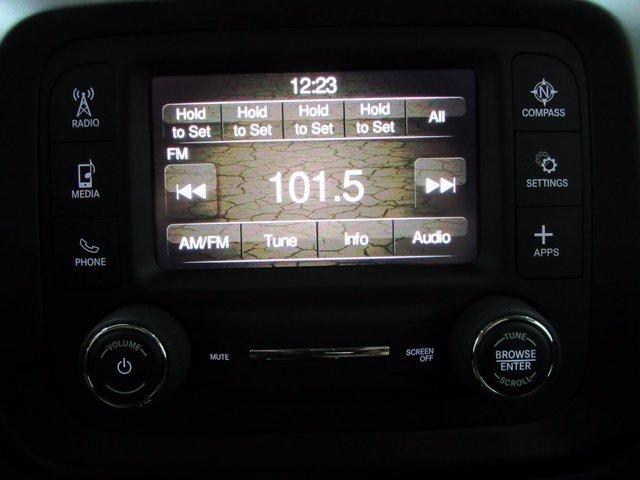 12:23
Hold to Set Hold to Set Hold to Set Hold to Set All
FM
101.5
AM/FM Tune Info Audio
RADIO
MEDIA
PHONE
N
COMPASS
SETTINGS
APPS
VOLUME
MUTE
SCREEN OFF
TUNE
BROWSE
ENTER
SCROLL